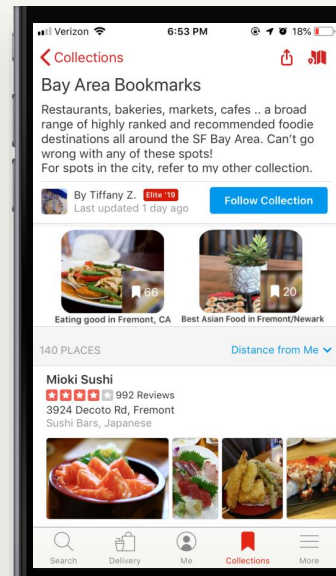 Verizon 6:53 PM 18%
Collections
Bay Area Bookmarks
Restaurants, bakeries, markets, cafes .. a broad
range of highly ranked and recommended foodie
destinations all around the SF Bay Area. Can't go
wrong with any of these spots!
For spots in the city, refer to my other collection.
By Tiffany Z. Elite '19
Last updated 1 day ago
Follow Collection
66
20
Eating good in Fremont, CA
Best Asian Food in Fremont/Newark
140 PLACES
Distance from Me
Mioki Sushi
992 Reviews
3924 Decoto Rd, Fremont
Sushi Bars, Japanese
Search
Delivery
Me
Collections
More